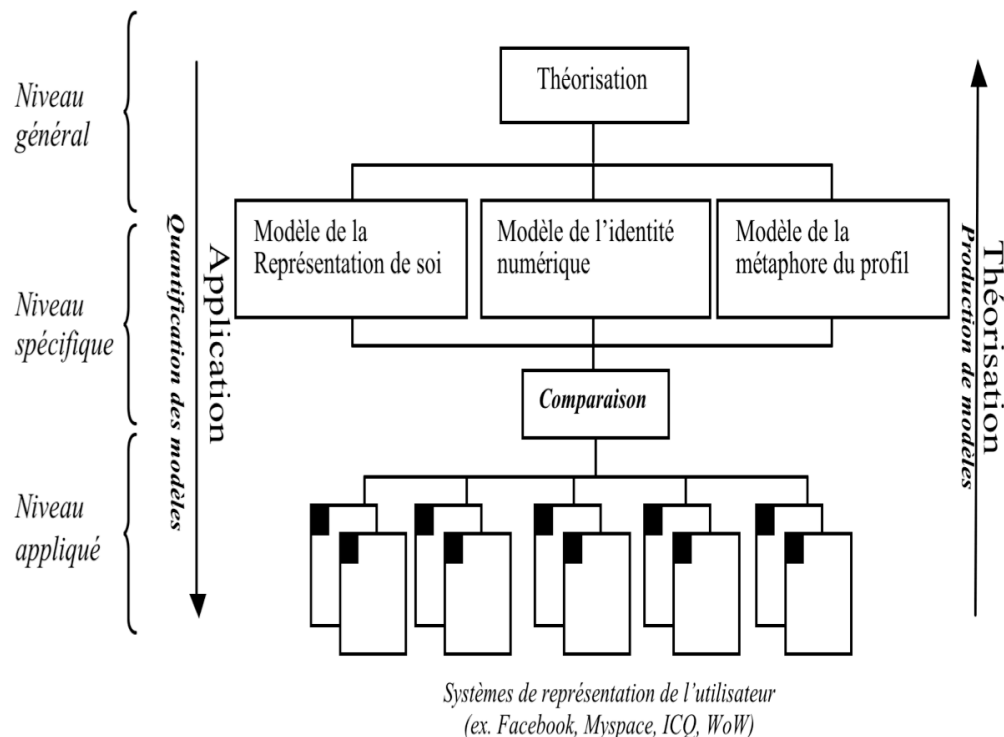 Niveau
général
Niveau
spécifique
Niveau
appliqué
Application
Quantification des modèles
Théorisation
Modèle de la
Représentation de soi
Modèle de l'identité
numérique
Modèle de la
métaphore du profil
Comparaison
Théorisation
Production de modèles
Systèmes de représentation de l'utilisateur
(ex. Facebook, Myspace, ICQ, WoW)